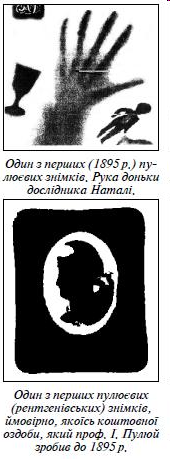 Один з перших (1895 р.) пу-
люєвих знімків. Рука доньки
дослідника Наталі.
Один з перших пулюєвих
(рентгенівських) знімків,
ймовірно, якоїсь коштовної
оздоби, який проф. І. Пулюй
зробив до 1895 р.